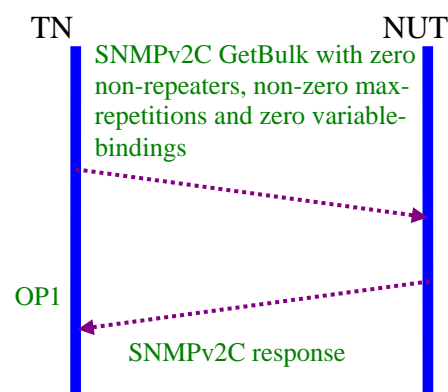 TN NUT
SNMPv2C GetBulk with zero
non-repeaters, non-zero max-
repetitions and zero variable-
bindings
OP1
SNMPv2C response